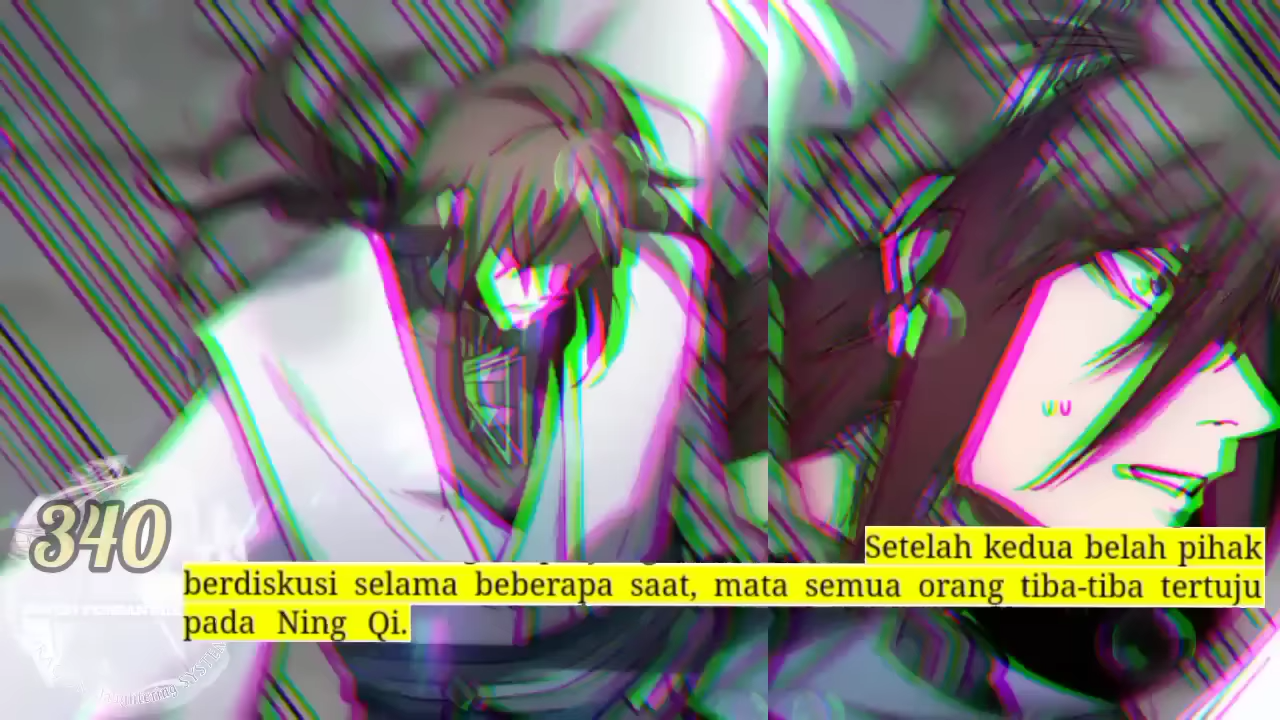 340
Setelah kedua belah pihak
berdiskusi selama beberapa saat, mata semua orang tiba-tiba tertuju
pada Ning Qi.